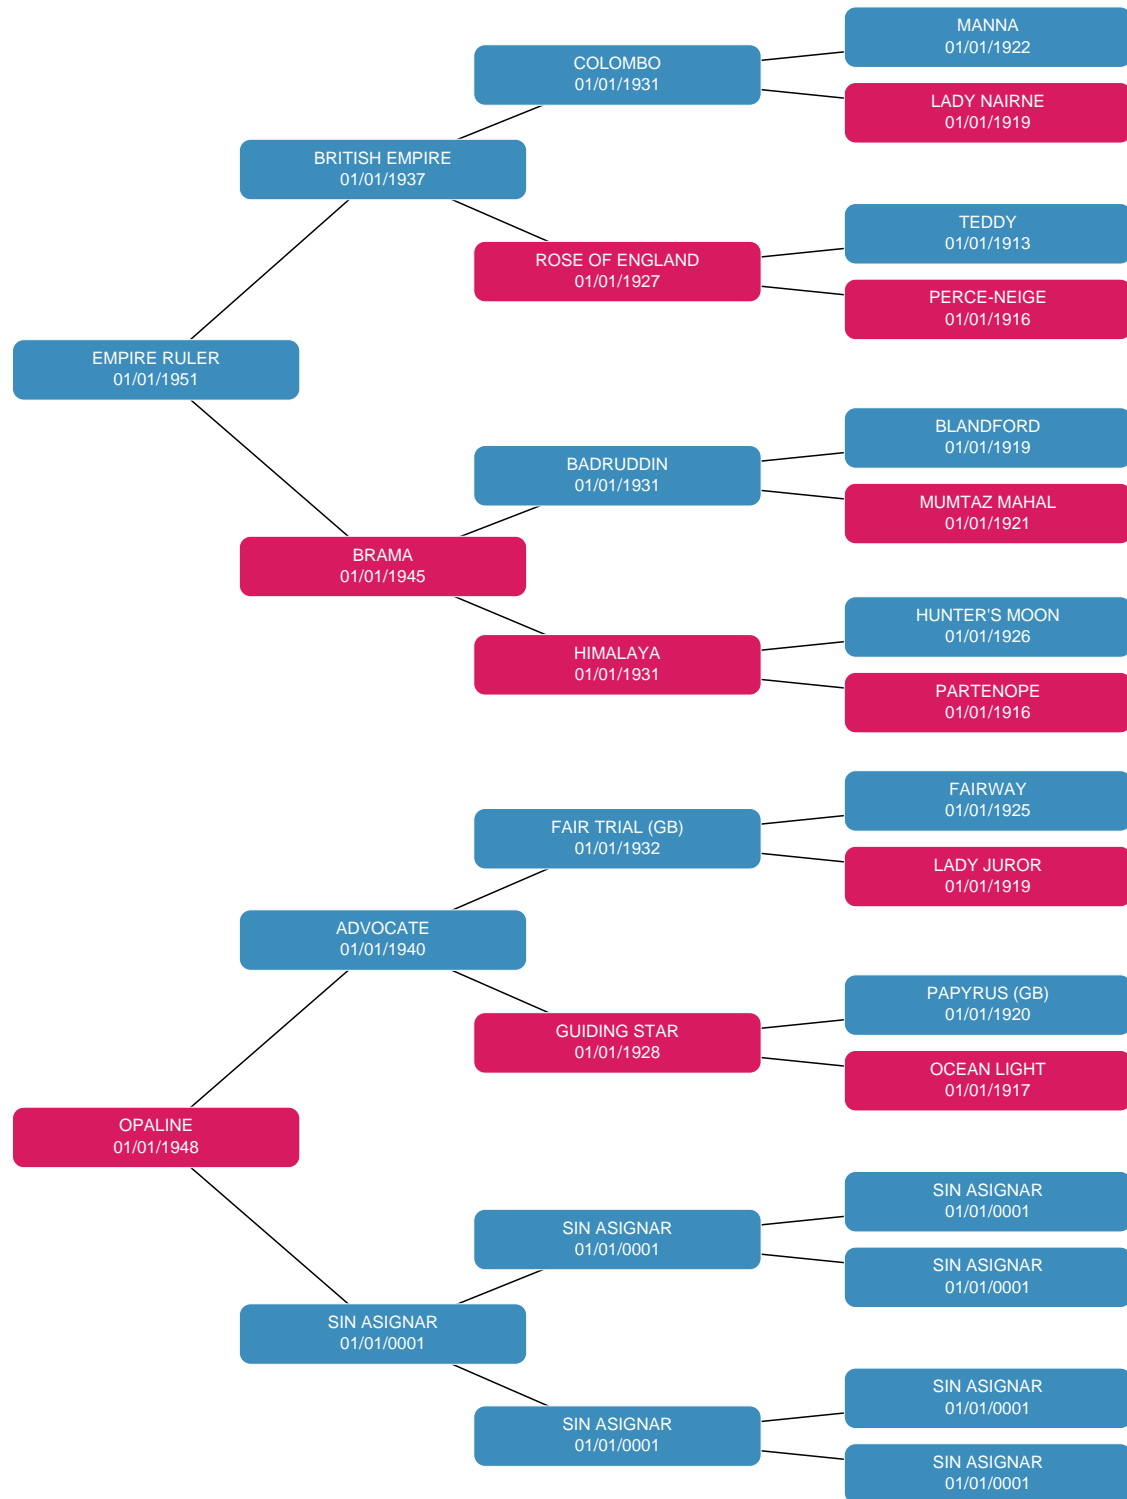 MANNA
01/01/1922
COLOMBO
01/01/1931
LADY NAIRNE
01/01/1919
BRITISH EMPIRE
01/01/1937
TEDDY
01/01/1913
ROSE OF ENGLAND
01/01/1927
PERCE-NEIGE
01/01/1916
EMPIRE RULER
01/01/1951
BLANDFORD
01/01/1919
BADRUDDIN
01/01/1931
MUMTAZ MAHAL
01/01/1921
BRAMA
01/01/1945
HUNTER'S MOON
01/01/1926
HIMALAYA
01/01/1931
PARTENOPE
01/01/1916
FAIRWAY
01/01/1925
FAIR TRIAL (GB)
01/01/1932
LADY JUROR
01/01/1919
ADVOCATE
01/01/1940
PAPYRUS (GB)
01/01/1920
GUIDING STAR
01/01/1928
OCEAN LIGHT
01/01/1917
OPALINE
01/01/1948
SIN ASIGNAR
01/01/0001
SIN ASIGNAR
01/01/0001
SIN ASIGNAR
01/01/0001
SIN ASIGNAR
01/01/0001
SIN ASIGNAR
01/01/0001
SIN ASIGNAR
01/01/0001
SIN ASIGNAR
01/01/0001